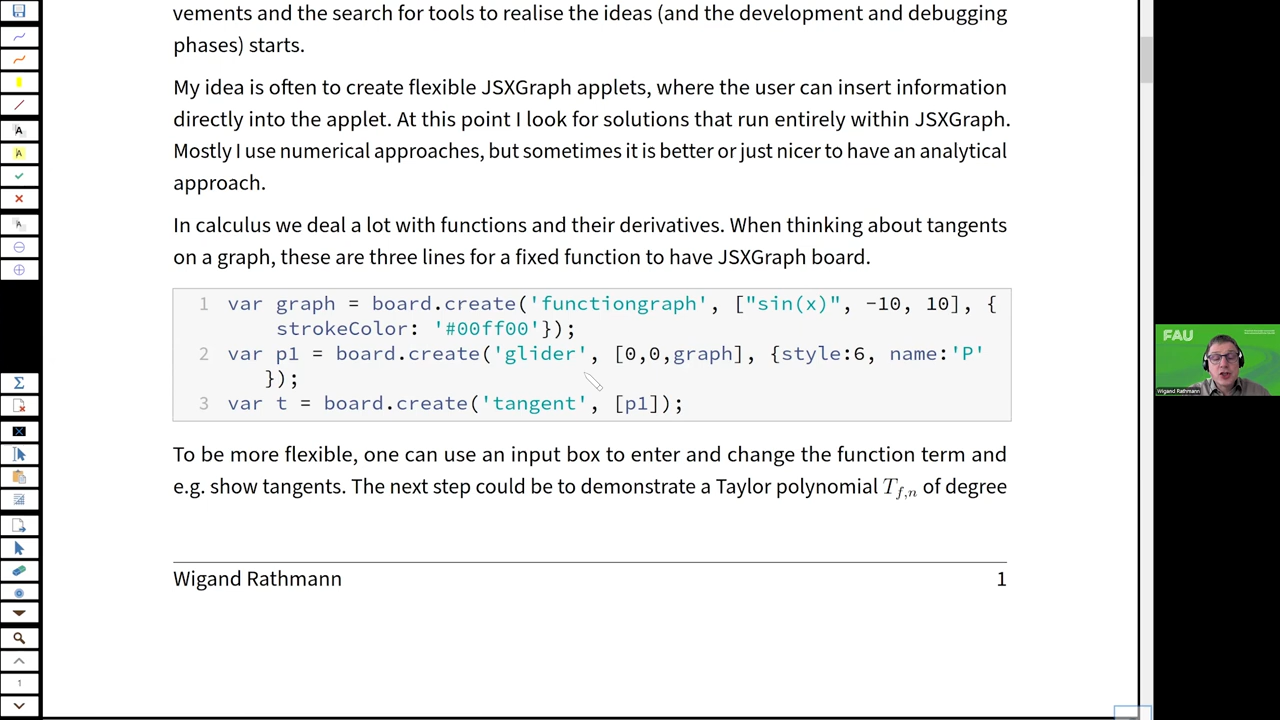 vements and the search for tools to realise the ideas (and the development and debugging
phases) starts.
My idea is often to create flexible JSXGraph applets, where the user can insert information
directly into the applet. At this point I look for solutions that run entirely within JSXGraph.
Mostly I use numerical approaches, but sometimes it is better or just nicer to have an analytical
approach.
In calculus we deal a lot with functions and their derivatives. When thinking about tangents
on a graph, these are three lines for a fixed function to have JSXGraph board.
1 var graph = board.create('functiongraph', ["sin(x)", -10, 10], {
strokeColor: '#00ff00'});
2 var p1 = board.create('glider', [0,0,graph], {style:6, name:'P'
});
3 var t = board.create('tangent', [p1]);
To be more flexible, one can use an input box to enter and change the function term and
e.g. show tangents. The next step could be to demonstrate a Taylor polynomial T_{f,n} of degree
Wigand Rathmann 1
1
FAU
Wigand Rathmann